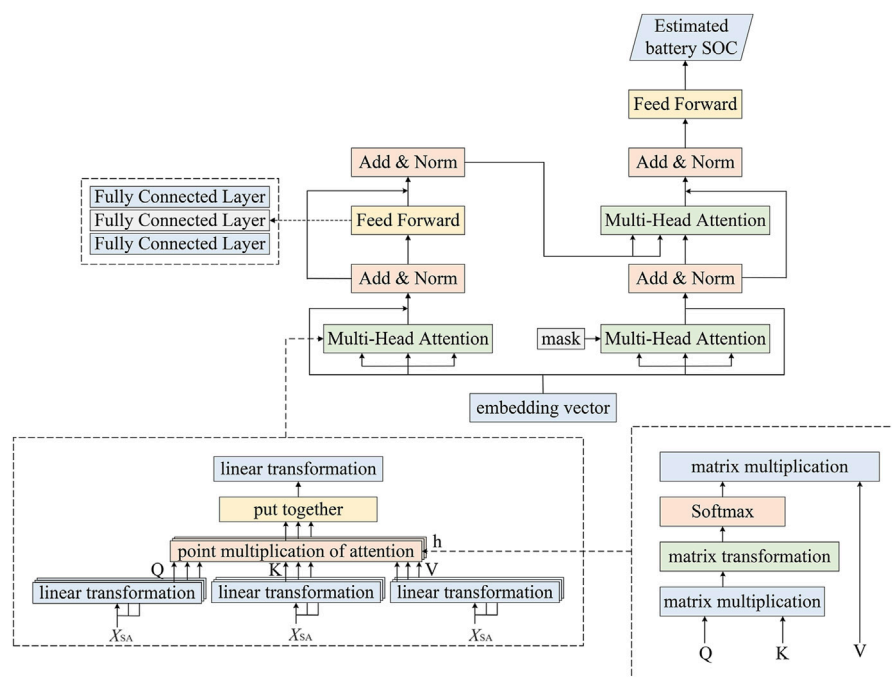 Estimated
battery SOC
Feed Forward
Add & Norm
Add & Norm
Fully Connected Layer
Fully Connected Layer
Fully Connected Layer
Feed Forward
Multi-Head Attention
Add & Norm
Add & Norm
Multi-Head Attention
mask
Multi-Head Attention
embedding vector
linear transformation
put together
point multiplication of attention
h
Q
K
V
linear transformation
linear transformation
linear transformation
XSA
XSA
XSA
matrix multiplication
Softmax
matrix transformation
matrix multiplication
Q
K
V